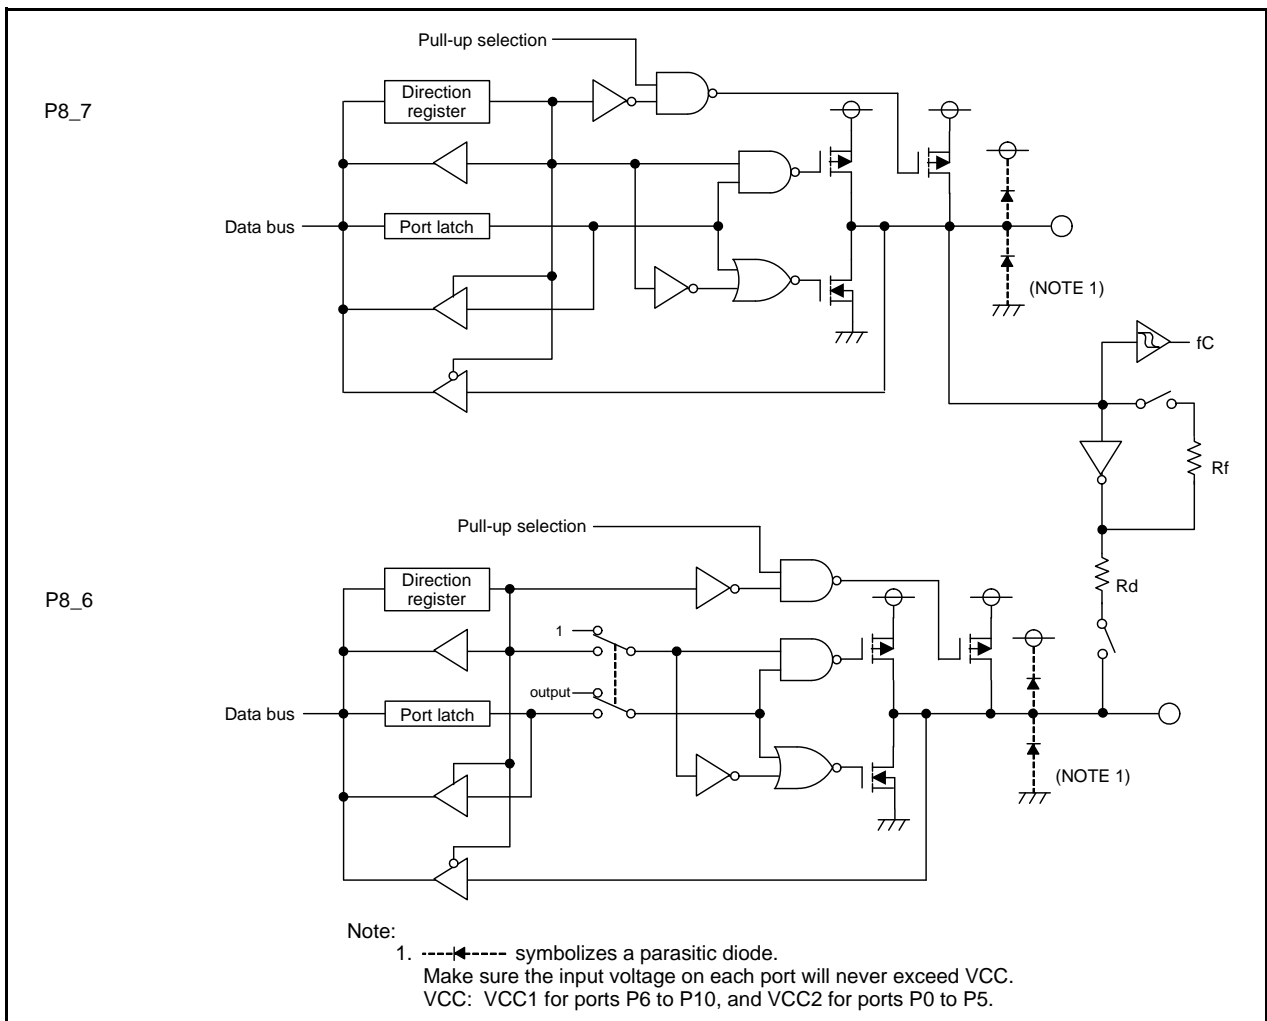 Pull-up selection
P8_7
Direction
register
Data bus
Port latch
(NOTE 1)
fC
Rf
Pull-up selection
P8_6
Direction
register
Rd
1
output
Data bus
Port latch
(NOTE 1)
Note:
1. symbolizes a parasitic diode.
Make sure the input voltage on each port will never exceed VCC.
VCC: VCC1 for ports P6 to P10, and VCC2 for ports P0 to P5.